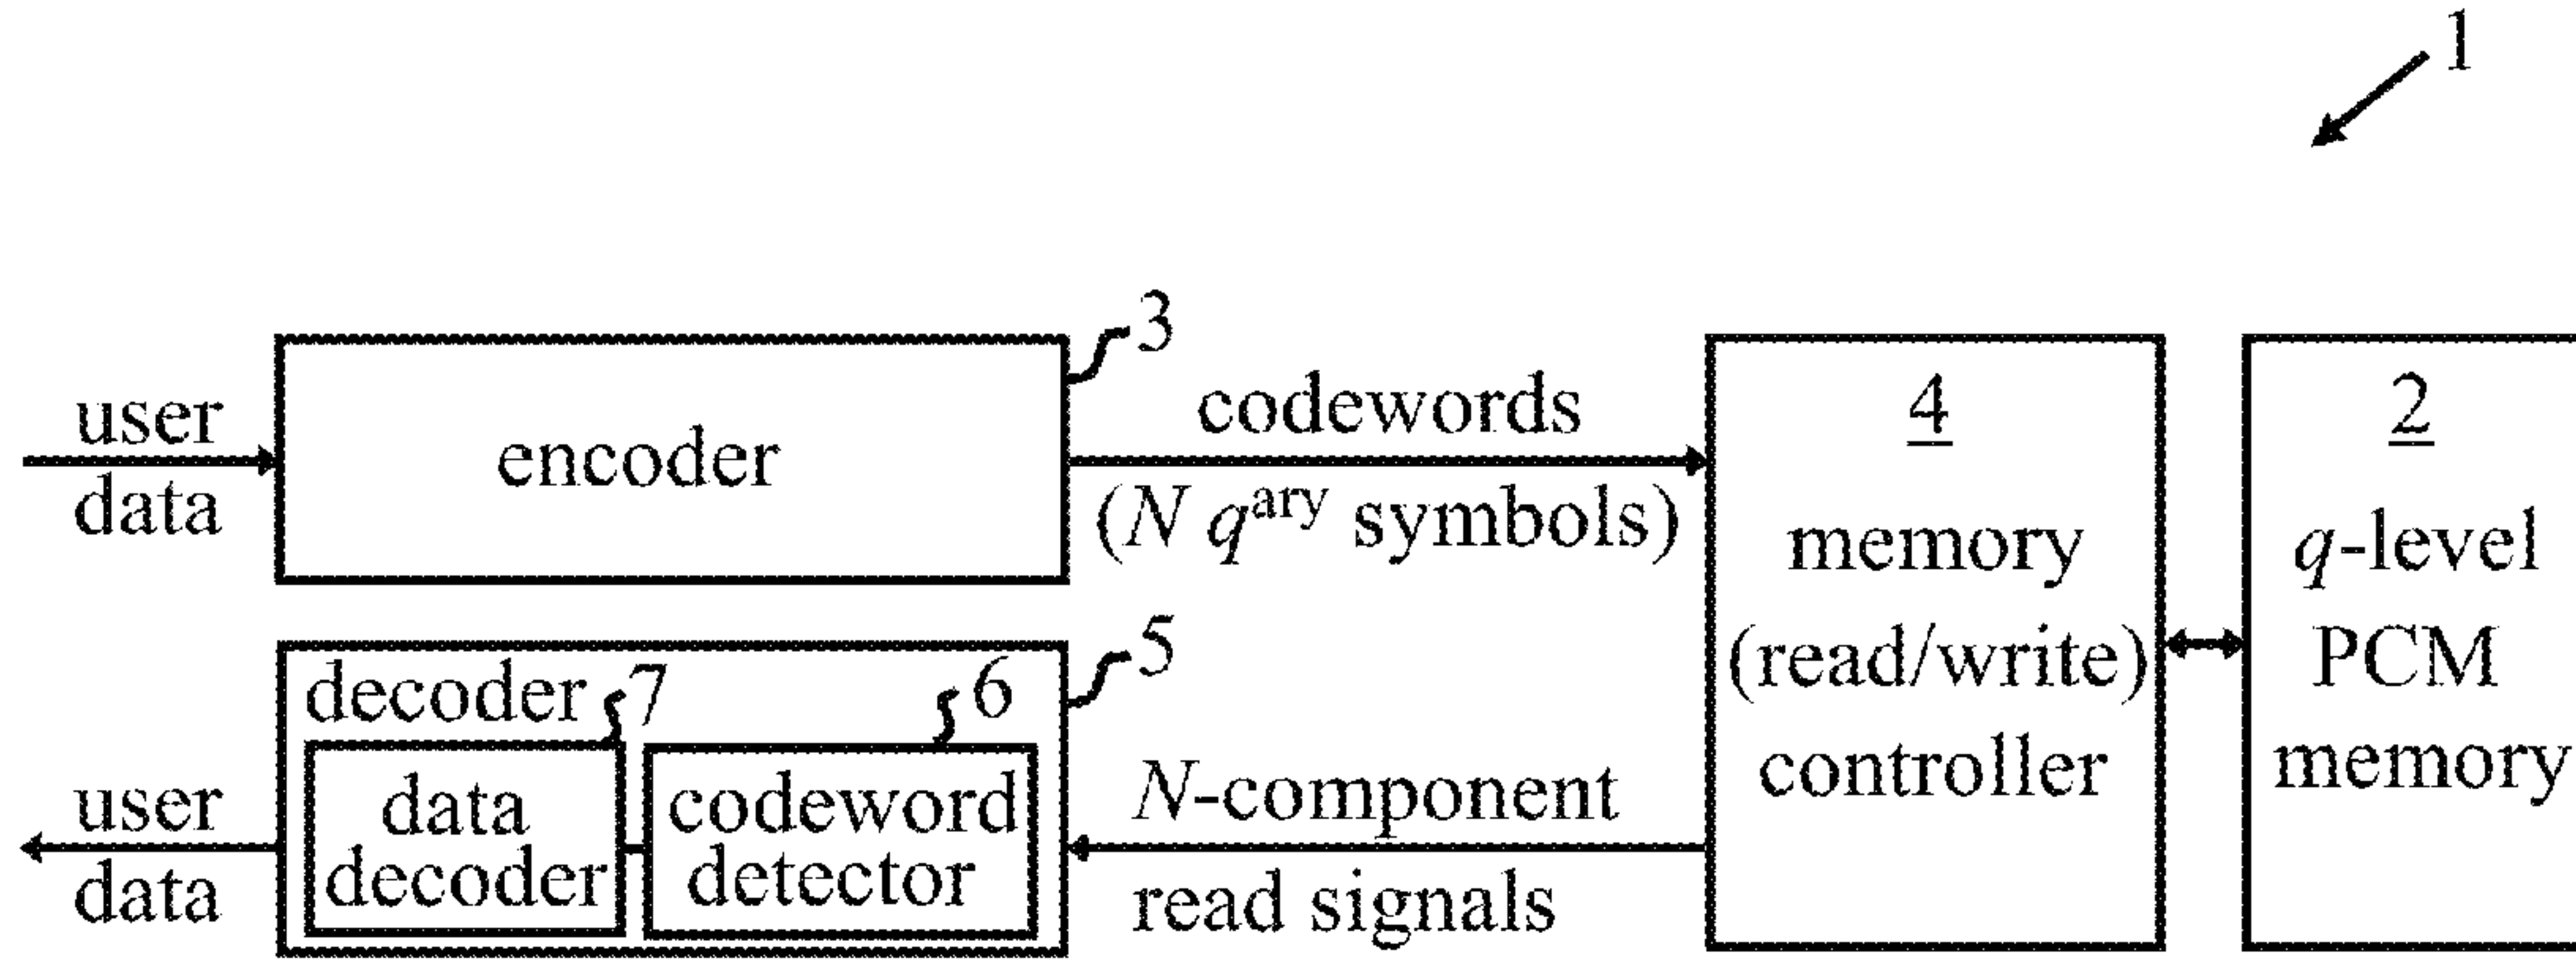 1
3
user
data
encoder
codewords
(N q^ary symbols)
4
memory
(read/write)
controller
2
q-level
PCM
memory
5
decoder
7
6
data
decoder
codeword
detector
user
data
N-component
read signals